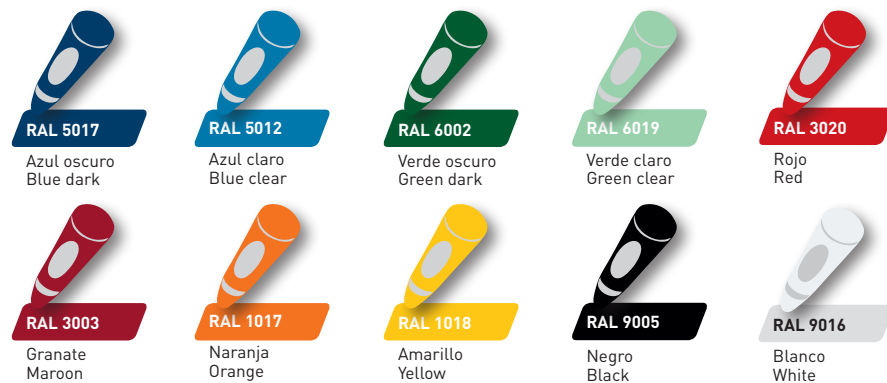 RAL 5017
Azul oscuro
Blue dark
RAL 5012
Azul claro
Blue clear
RAL 6002
Verde oscuro
Green dark
RAL 6019
Verde claro
Green clear
RAL 3020
Rojo
Red
RAL 3003
Granate
Maroon
RAL 1017
Naranja
Orange
RAL 1018
Amarillo
Yellow
RAL 9005
Negro
Black
RAL 9016
Blanco
White